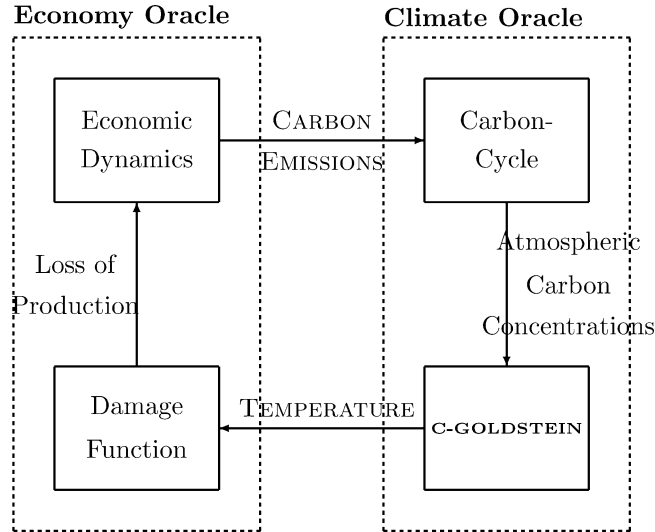 Economy Oracle
Climate Oracle
Economic
Dynamics
CARBON
EMISSIONS
Carbon-
Cycle
Loss of
Production
Atmospheric
Carbon
Concentrations
Damage
Function
TEMPERATURE
C-GOLDSTEIN